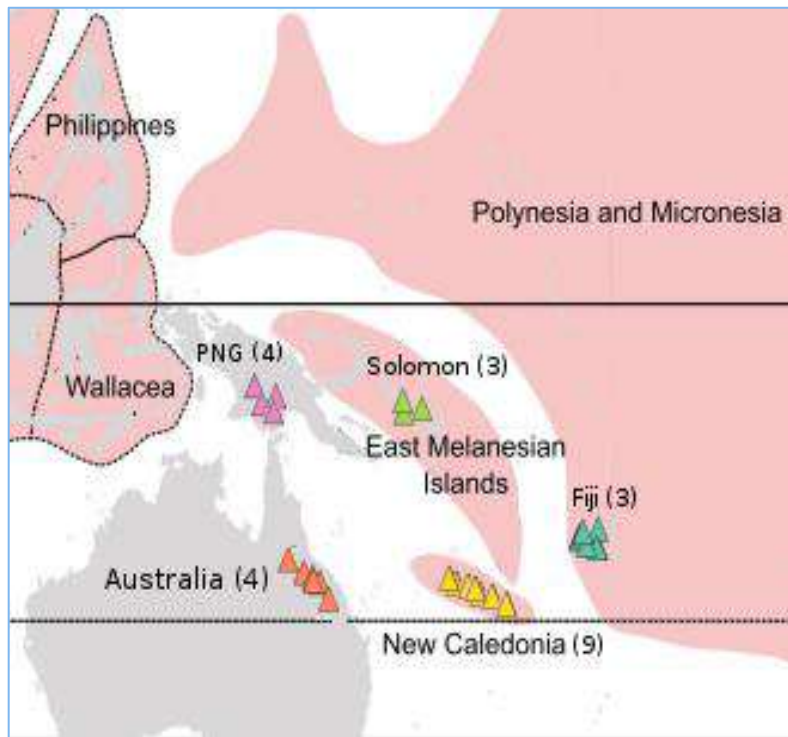 Philippines
Polynesia and Micronesia
PNG (4)
Solomon (3)
Wallacea
East Melanesian
Islands
Fiji (3)
Australia (4)
New Caledonia (9)